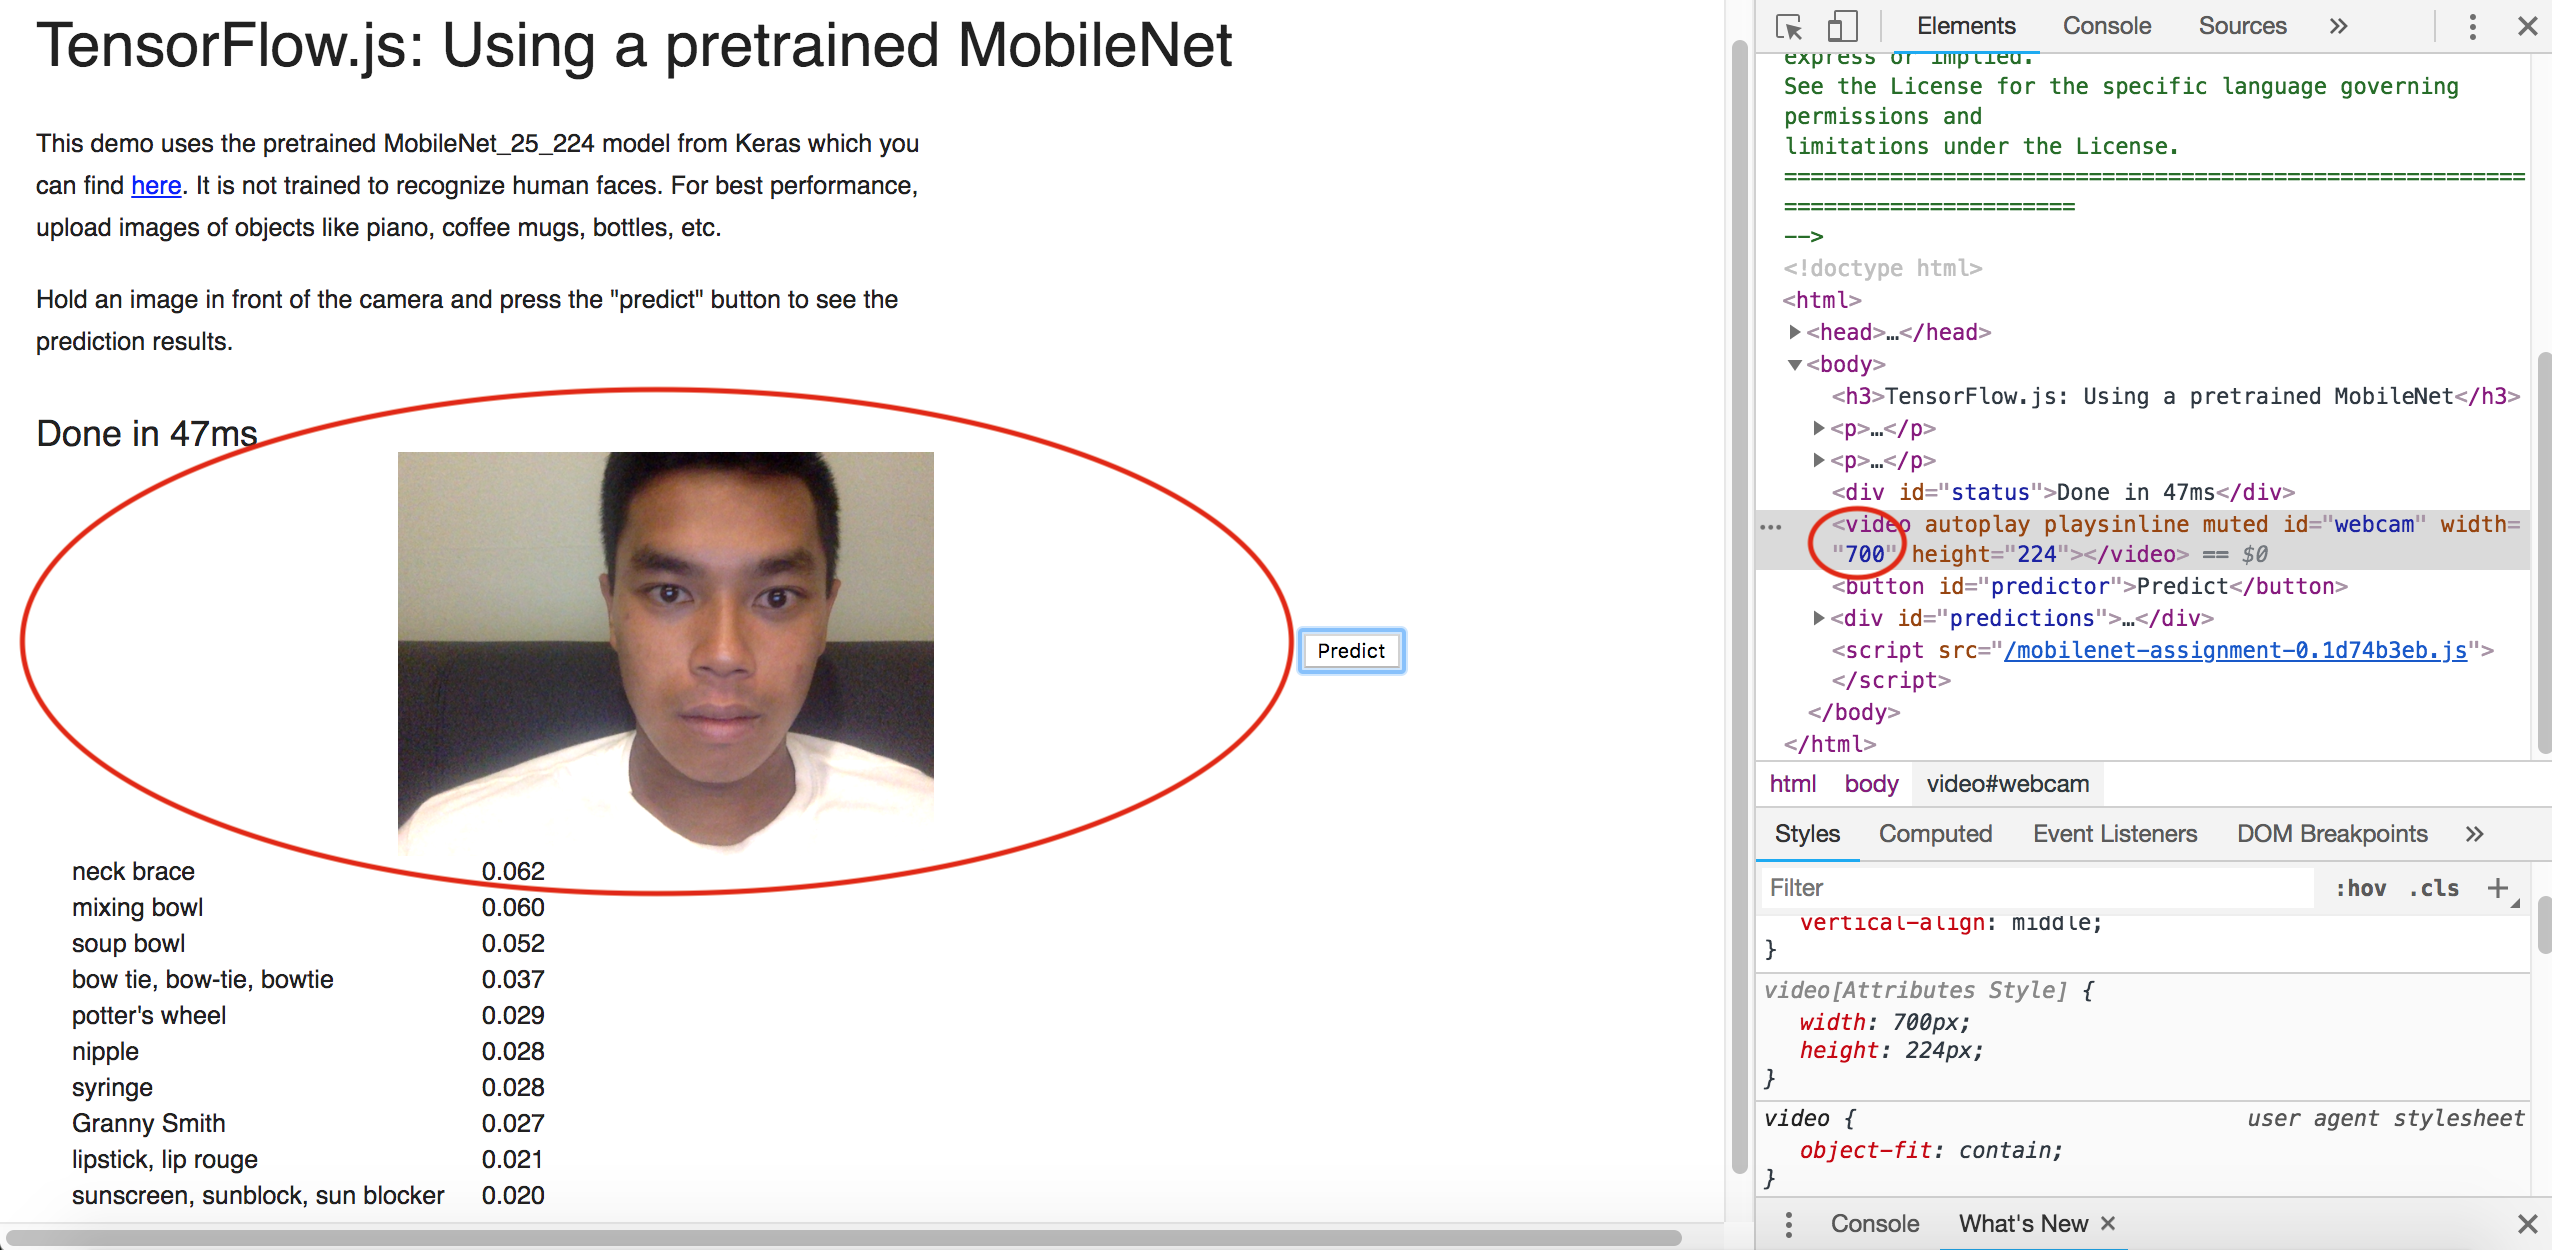 TensorFlow.js: Using a pretrained MobileNet
This demo uses the pretrained MobileNet_25_224 model from Keras which you
can find here. It is not trained to recognize human faces. For best performance,
upload images of objects like piano, coffee mugs, bottles, etc.
Hold an image in front of the camera and press the "predict" button to see the
prediction results.
Done in 47ms
Predict
neck brace 0.062
mixing bowl 0.060
soup bowl 0.052
bow tie, bow-tie, bowtie 0.037
potter's wheel 0.029
nipple 0.028
syringe 0.028
Granny Smith 0.027
lipstick, lip rouge 0.021
sunscreen, sunblock, sun blocker 0.020
Elements Console Sources »
express or implied.
See the License for the specific language governing
permissions and
limitations under the License.
========================================================
======================
-->
<!doctype html>
<html>
<head>…</head>
<body>
<h3>TensorFlow.js: Using a pretrained MobileNet</h3>
<p>…</p>
<p>…</p>
<div id="status">Done in 47ms</div>
<video autoplay playsinline muted id="webcam" width=
"700" height="224"></video> == $0
<button id="predictor">Predict</button>
<div id="predictions">…</div>
<script src="/mobilenet-assignment-0.1d74b3eb.js">
</script>
</body>
</html>
html body video#webcam
Styles Computed Event Listeners DOM Breakpoints »
Filter :hov .cls +
vertical-align: middle;
}
video[Attributes Style] {
width: 700px;
height: 224px;
}
video { user agent stylesheet
object-fit: contain;
}
Console What's New ×